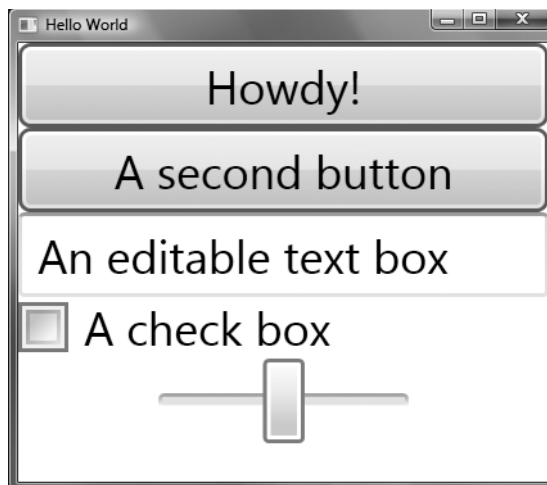 Hello World
Howdy!
A second button
An editable text box
A check box